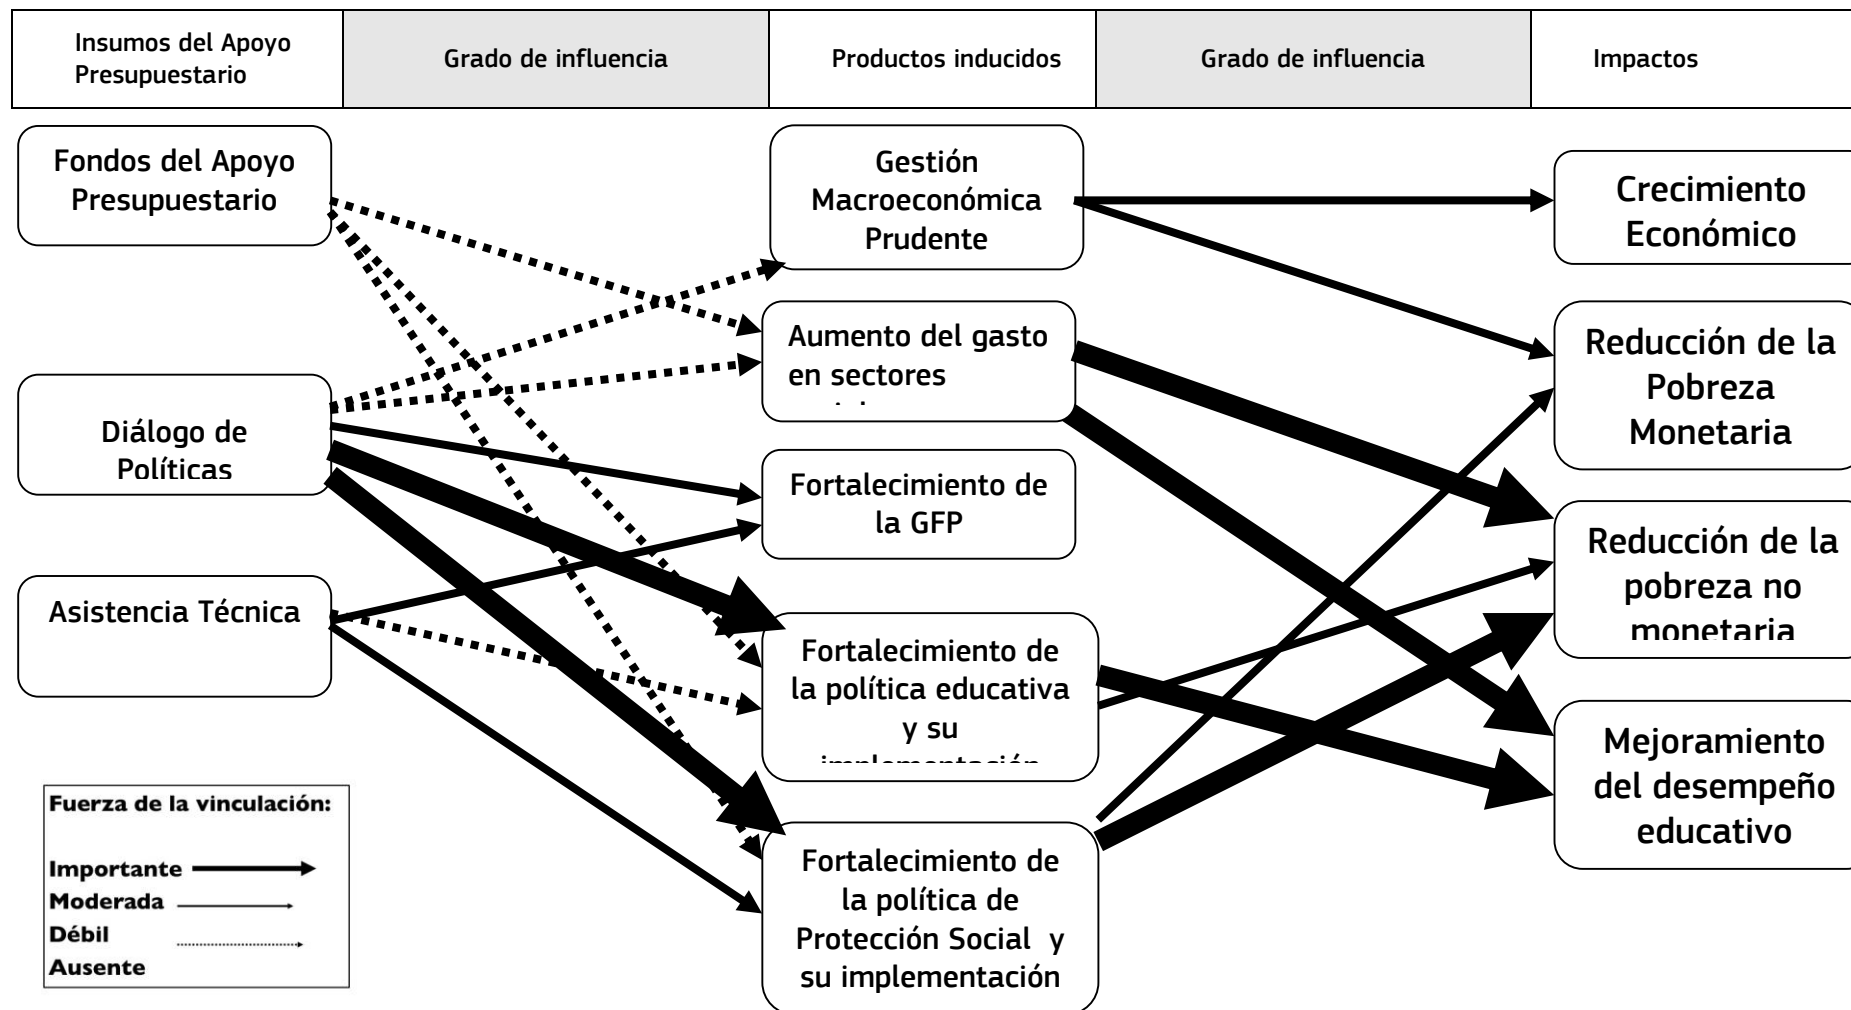 Insumos del Apoyo
Presupuestario
Grado de influencia
Productos inducidos
Grado de influencia
Impactos
Fondos del Apoyo
Presupuestario
Diálogo de
Políticas
Asistencia Técnica
Gestión
Macroeconómica
Prudente
Aumento del gasto
en sectores
Fortalecimiento de
la GFP
Fortalecimiento de
la política educativa
y su
implementación
Fortalecimiento de
la política de
Protección Social y
su implementación
Crecimiento
Económico
Reducción de la
Pobreza
Monetaria
Reducción de la
pobreza no
monetaria
Mejoramiento
del desempeño
educativo
Fuerza de la vinculación:
Importante
Moderada
Débil
Ausente